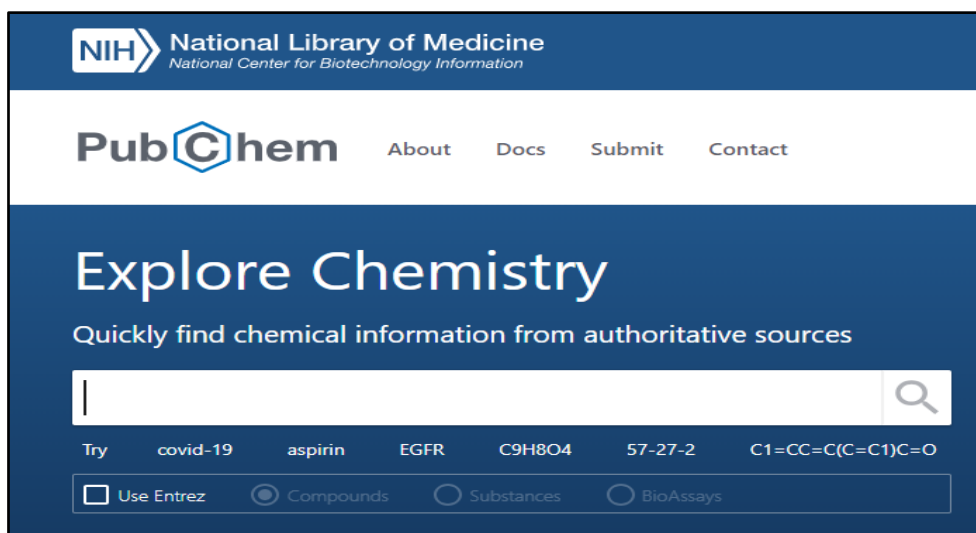 NIH National Library of Medicine
National Center for Biotechnology Information
PubChem About Docs Submit Contact
Explore Chemistry
Quickly find chemical information from authoritative sources
Try covid-19 aspirin EGFR C9H8O4 57-27-2 C1=CC=C(C=C1)C=O
Use Entrez Compounds Substances BioAssays